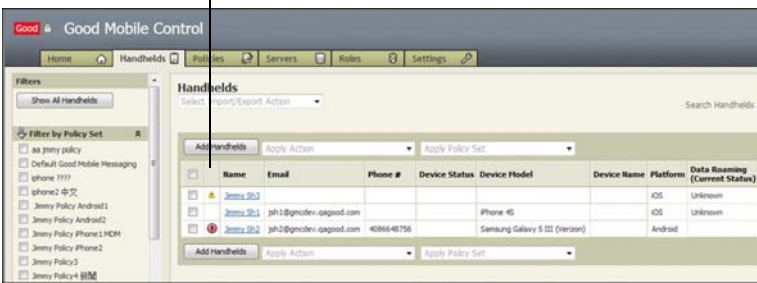 Good Good Mobile Control
Home Handhelds Policies Servers Roles Settings
Filters
Show All Handhelds
Filter by Policy Set
aa jmmy policy
Default Good Mobile Messaging
iphone ????
iphone2 中文
Jimmy Policy Android1
Jimmy Policy Android2
Jimmy Policy iPhone1 MDM
Jimmy Policy iPhone2
Jimmy Policy3
Jimmy Policy4
Handhelds
Select Import/Export Action
Search Handhelds
Add Handhelds Apply Action Apply Policy Set
Name Email Phone # Device Status Device Model Device Name Platform Data Roaming (Current Status)
Jimmy Sh3 iOS Unknown
Jimmy Sh1 jsh1@gmcdev.qagood.com iPhone 4S iOS Unknown
Jimmy Sh2 jsh2@gmcdev.qagood.com 4086648756 Samsung Galaxy S III (Verizon) Android
Add Handhelds Apply Action Apply Policy Set